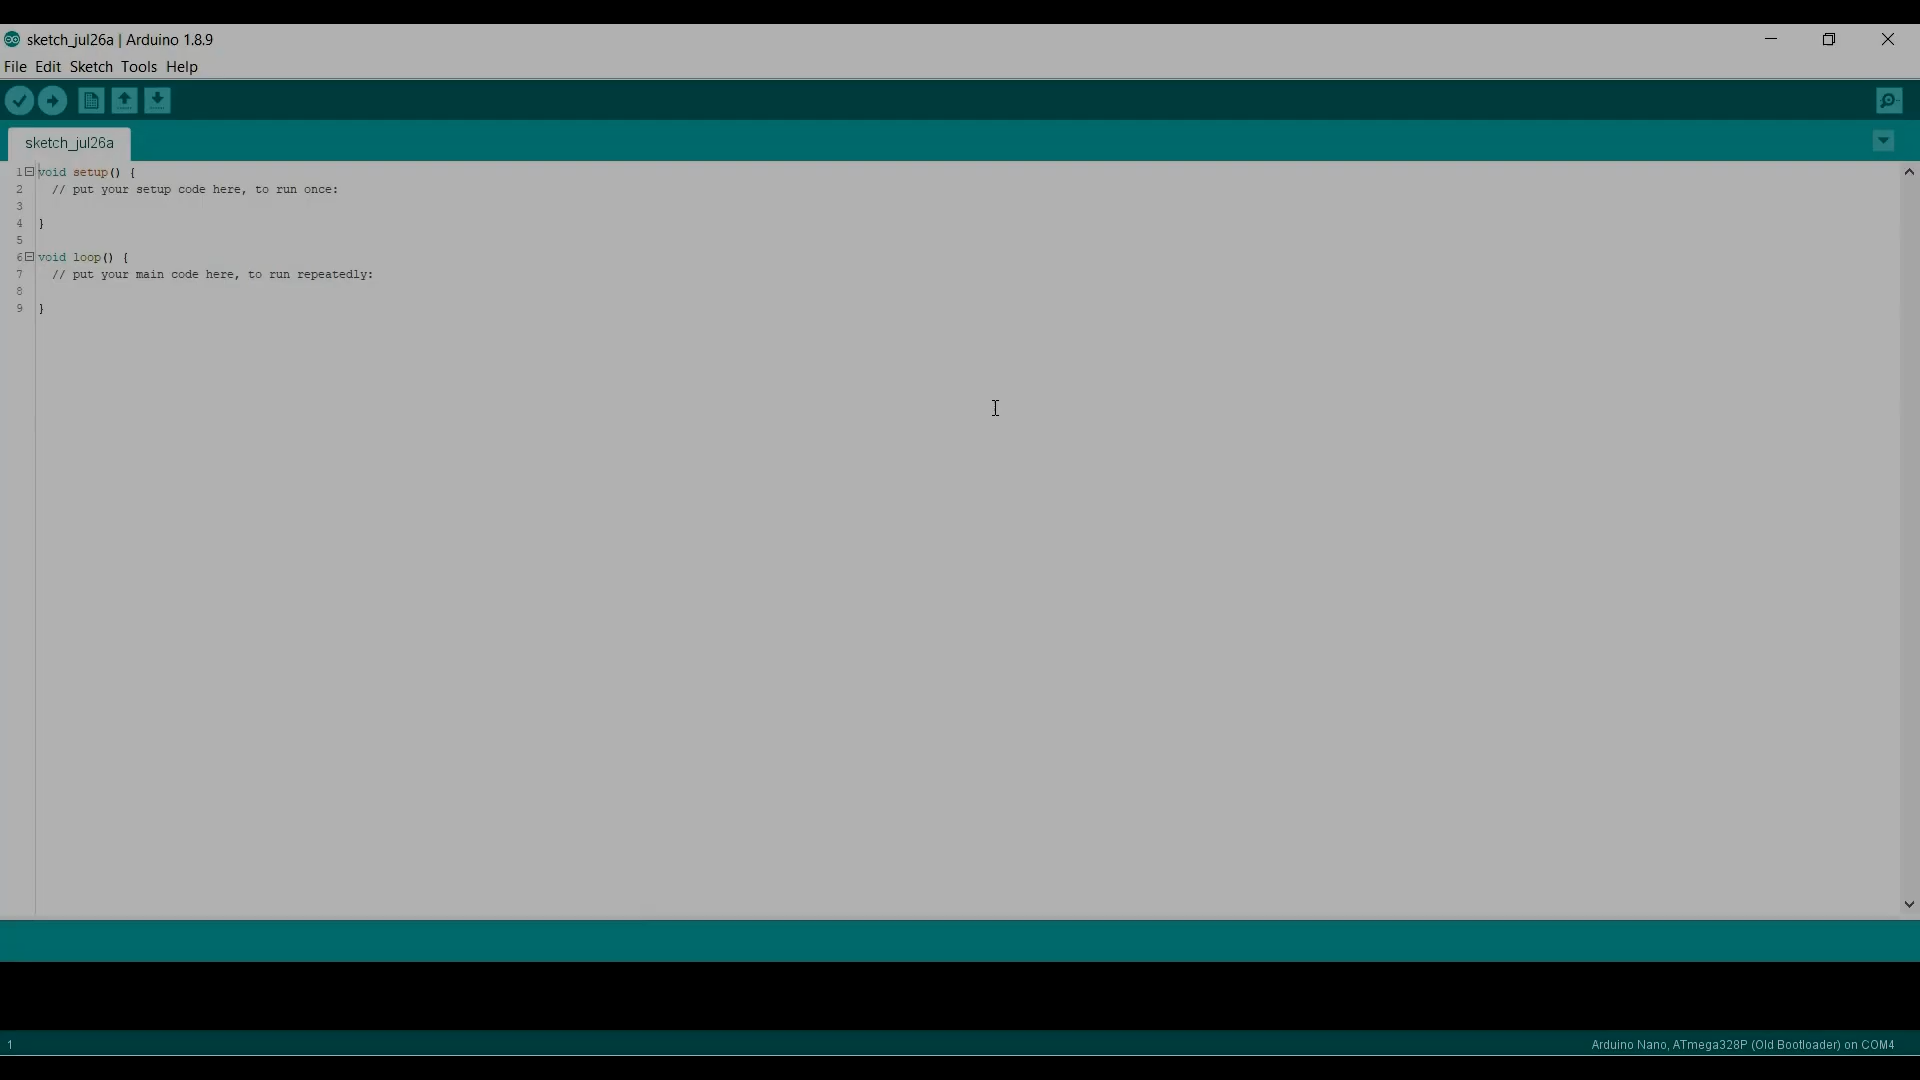 sketch_jul26a | Arduino 1.8.9
File Edit Sketch Tools Help
sketch_jul26a
1 void setup() {
2 // put your setup code here, to run once:
3
4 }
5
6 void loop() {
7 // put your main code here, to run repeatedly:
8
9 }
1
Arduino Nano, ATmega328P (Old Bootloader) on COM4